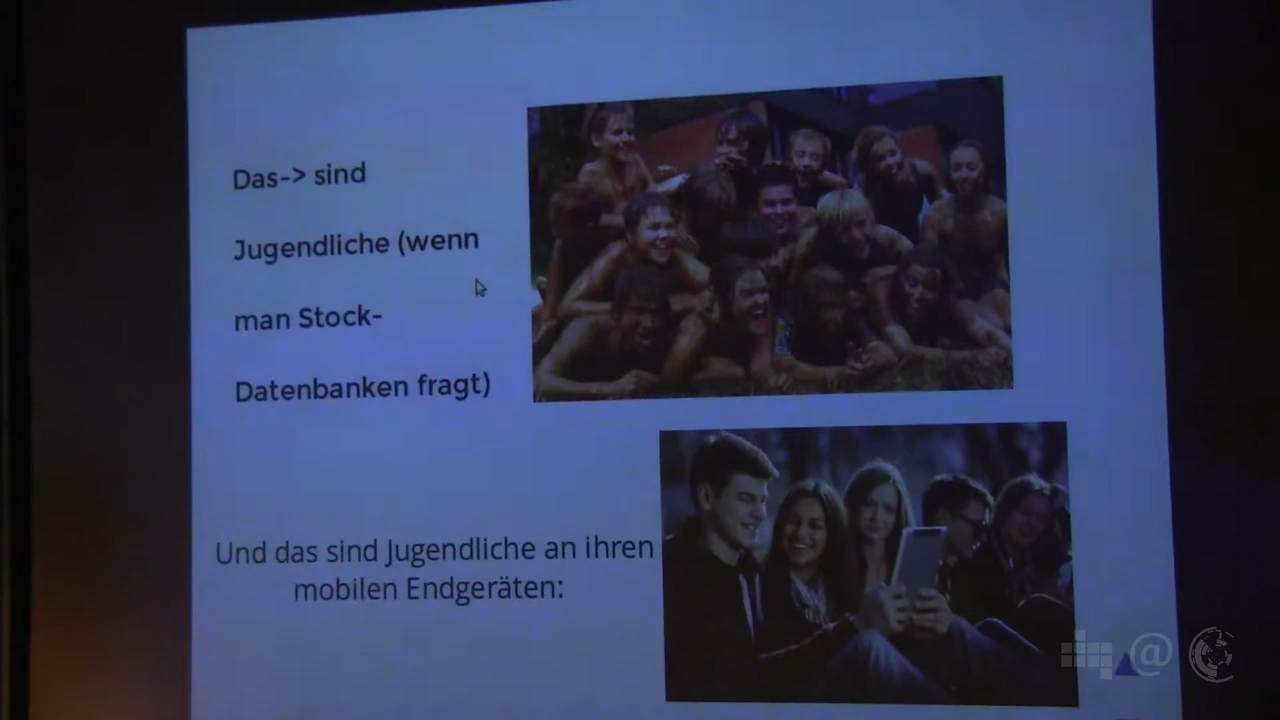 Das-> sind
Jugendliche (wenn
man Stock-
Datenbanken fragt)
Und das sind Jugendliche an ihren
mobilen Endgeräten: